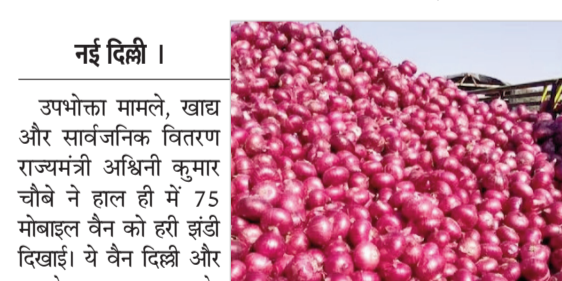 नई दिल्ली ।
उपभोक्ता मामले, खाद्य
और सार्वजनिक वितरण
राज्यमंत्री अश्विनी कुमार
चौबे ने हाल ही में 75
मोबाइल वैन को हरी झंडी
दिखाई। ये वैन दिल्ली और